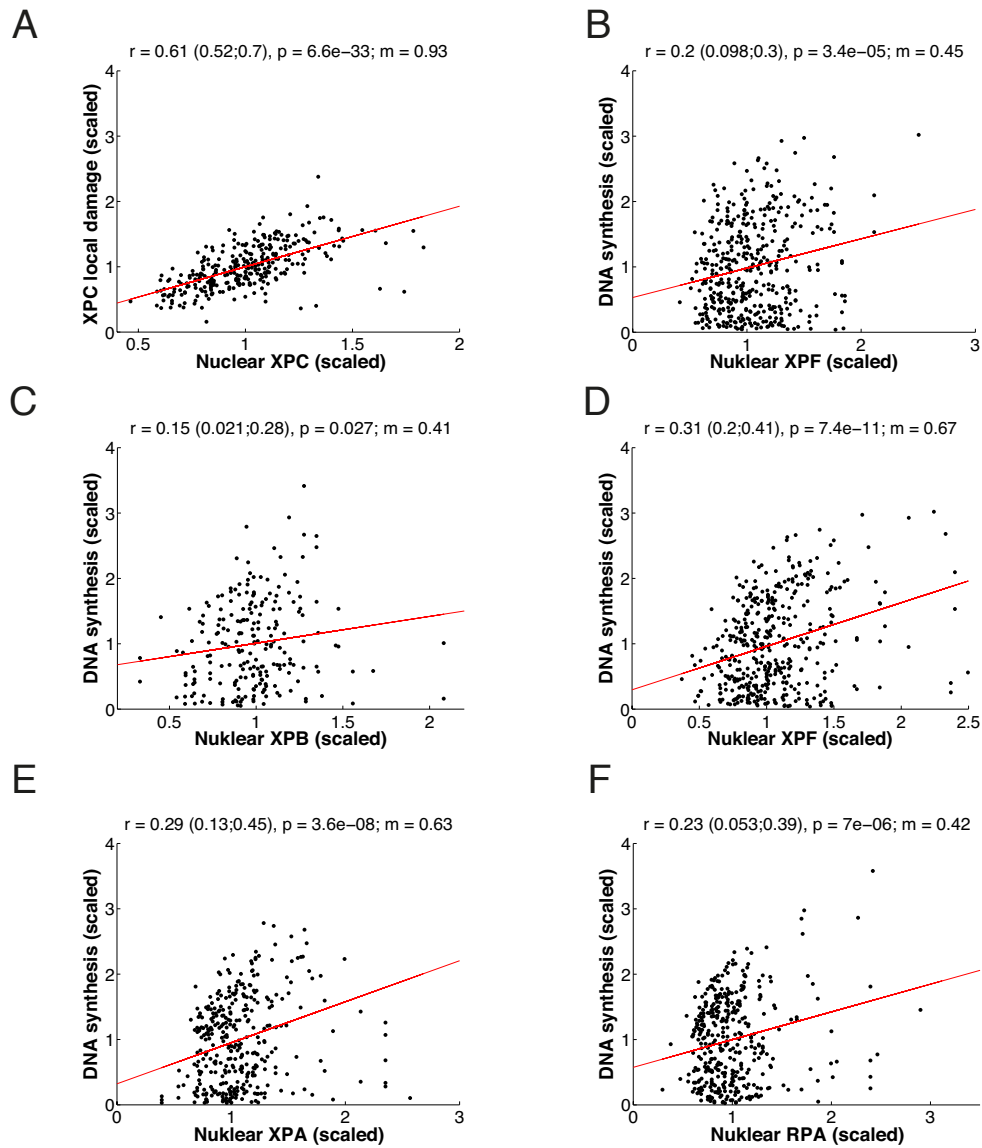 A
r = 0.61 (0.52;0.7), p = 6.6e−33; m = 0.93
XPC local damage (scaled)
4
3
2
1
0
0.5
1
1.5
2
Nuclear XPC (scaled)
B
r = 0.2 (0.098;0.3), p = 3.4e−05; m = 0.45
DNA synthesis (scaled)
4
3
2
1
0
0
1
2
3
Nuklear XPF (scaled)
C
r = 0.15 (0.021;0.28), p = 0.027; m = 0.41
DNA synthesis (scaled)
4
3
2
1
0
0.5
1
1.5
2
Nuklear XPB (scaled)
D
r = 0.31 (0.2;0.41), p = 7.4e−11; m = 0.67
DNA synthesis (scaled)
4
3
2
1
0
0
0.5
1
1.5
2
2.5
Nuklear XPF (scaled)
E
r = 0.29 (0.13;0.45), p = 3.6e−08; m = 0.63
DNA synthesis (scaled)
4
3
2
1
0
0
1
2
3
Nuklear XPA (scaled)
F
r = 0.23 (0.053;0.39), p = 7e−06; m = 0.42
DNA synthesis (scaled)
4
3
2
1
0
0
1
2
3
Nuklear RPA (scaled)